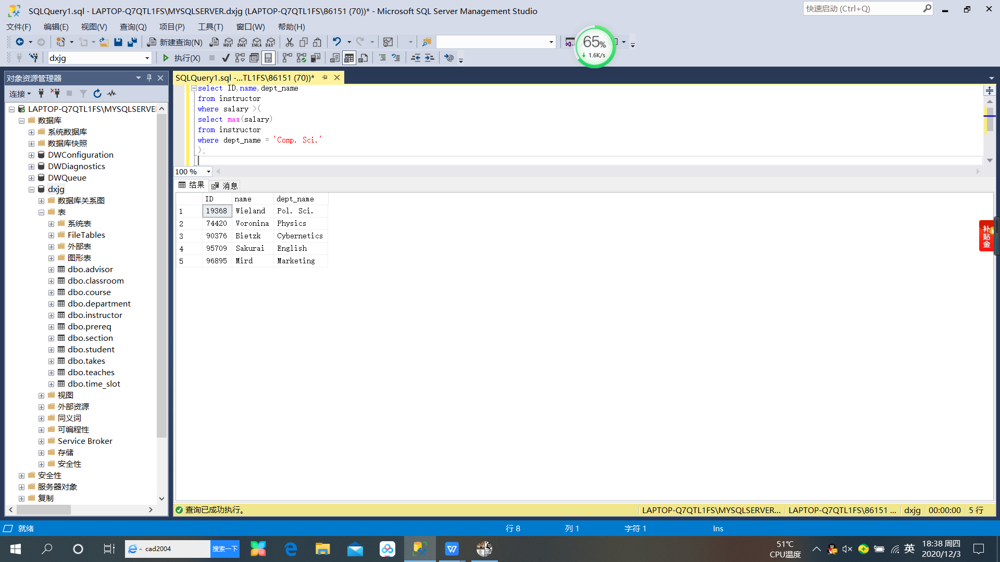 SQLQuery1.sql - LAPTOP-Q7QTL1FS\MYSQLSERVER.dxjg (LAPTOP-Q7QTL1FS\86151 (70))* - Microsoft SQL Server Management Studio
快速启动 (Ctrl+Q)
文件(F) 编辑(E) 视图(V) 查询(Q) 项目(P) 工具(T) 窗口(W) 帮助(H)
新建查询(N) MDX DMX XMLA DAX
65%
1.6K/s
dxjg 执行(X)
对象资源管理器
连接
LAPTOP-Q7QTL1FS\MYSQLSERVE
数据库
系统数据库
数据库快照
DWConfiguration
DWDiagnostics
DWQueue
dxjg
数据库关系图
表
系统表
FileTables
外部表
图形表
dbo.advisor
dbo.classroom
dbo.course
dbo.department
dbo.instructor
dbo.prereq
dbo.section
dbo.student
dbo.takes
dbo.teaches
dbo.time_slot
视图
外部资源
同义词
可编程性
Service Broker
存储
安全性
安全性
服务器对象
复制
SQLQuery1.sql -...TL1FS\86151 (70))*
select ID,name,dept_name
from instructor
where salary >(
select max(salary)
from instructor
where dept_name = 'Comp. Sci.'
);
100 %
结果 消息
ID name dept_name
1 19368 Wieland Pol. Sci.
2 74420 Voronina Physics
3 90376 Bietzk Cybernetics
4 95709 Sakurai English
5 96895 Mird Marketing
补贴金
查询已成功执行。
LAPTOP-Q7QTL1FS\MYSQLSERVER... LAPTOP-Q7QTL1FS\86151 ... dxjg 00:00:00 5 行
就绪 行 8 列 1 字符 1 Ins
cad2004 搜索一下
51℃
CPU温度
英
18:38 周四
2020/12/3